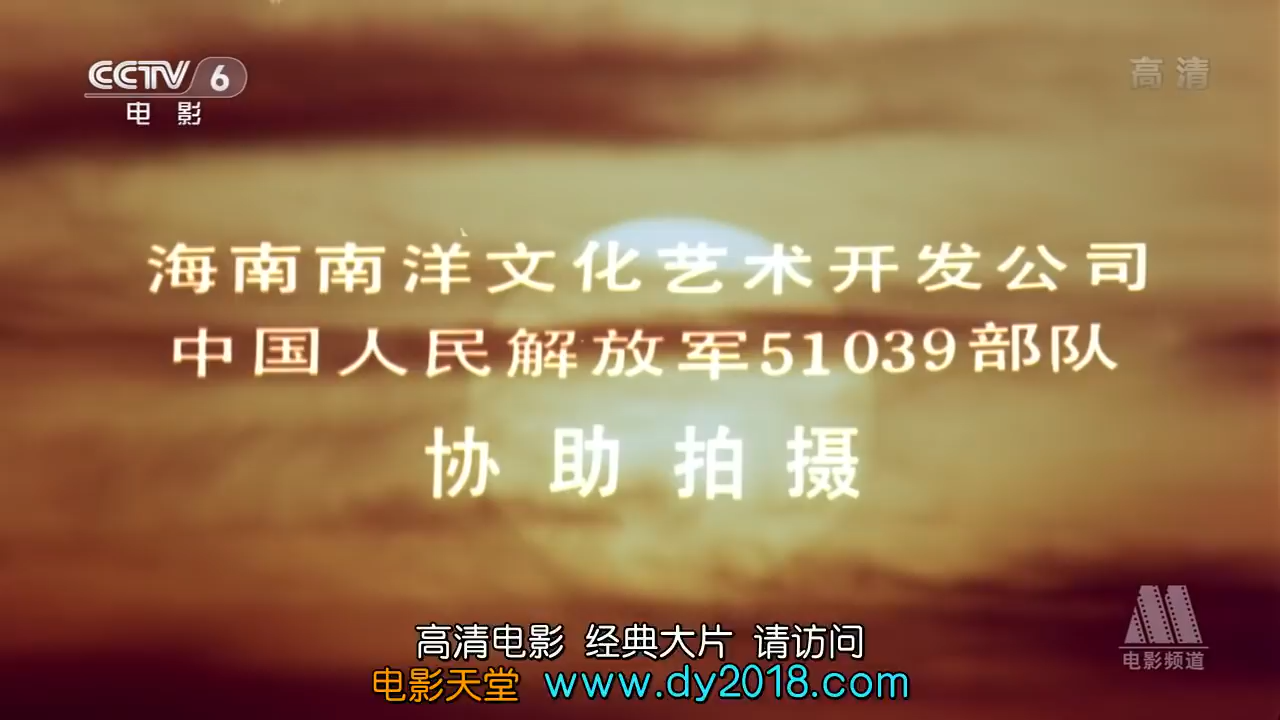 CCTV 6
电影
高清
海南南洋文化艺术开发公司
中国人民解放军51039部队
协助拍摄
高清电影 经典大片 请访问
电影天堂 www.dy2018.com
电影频道